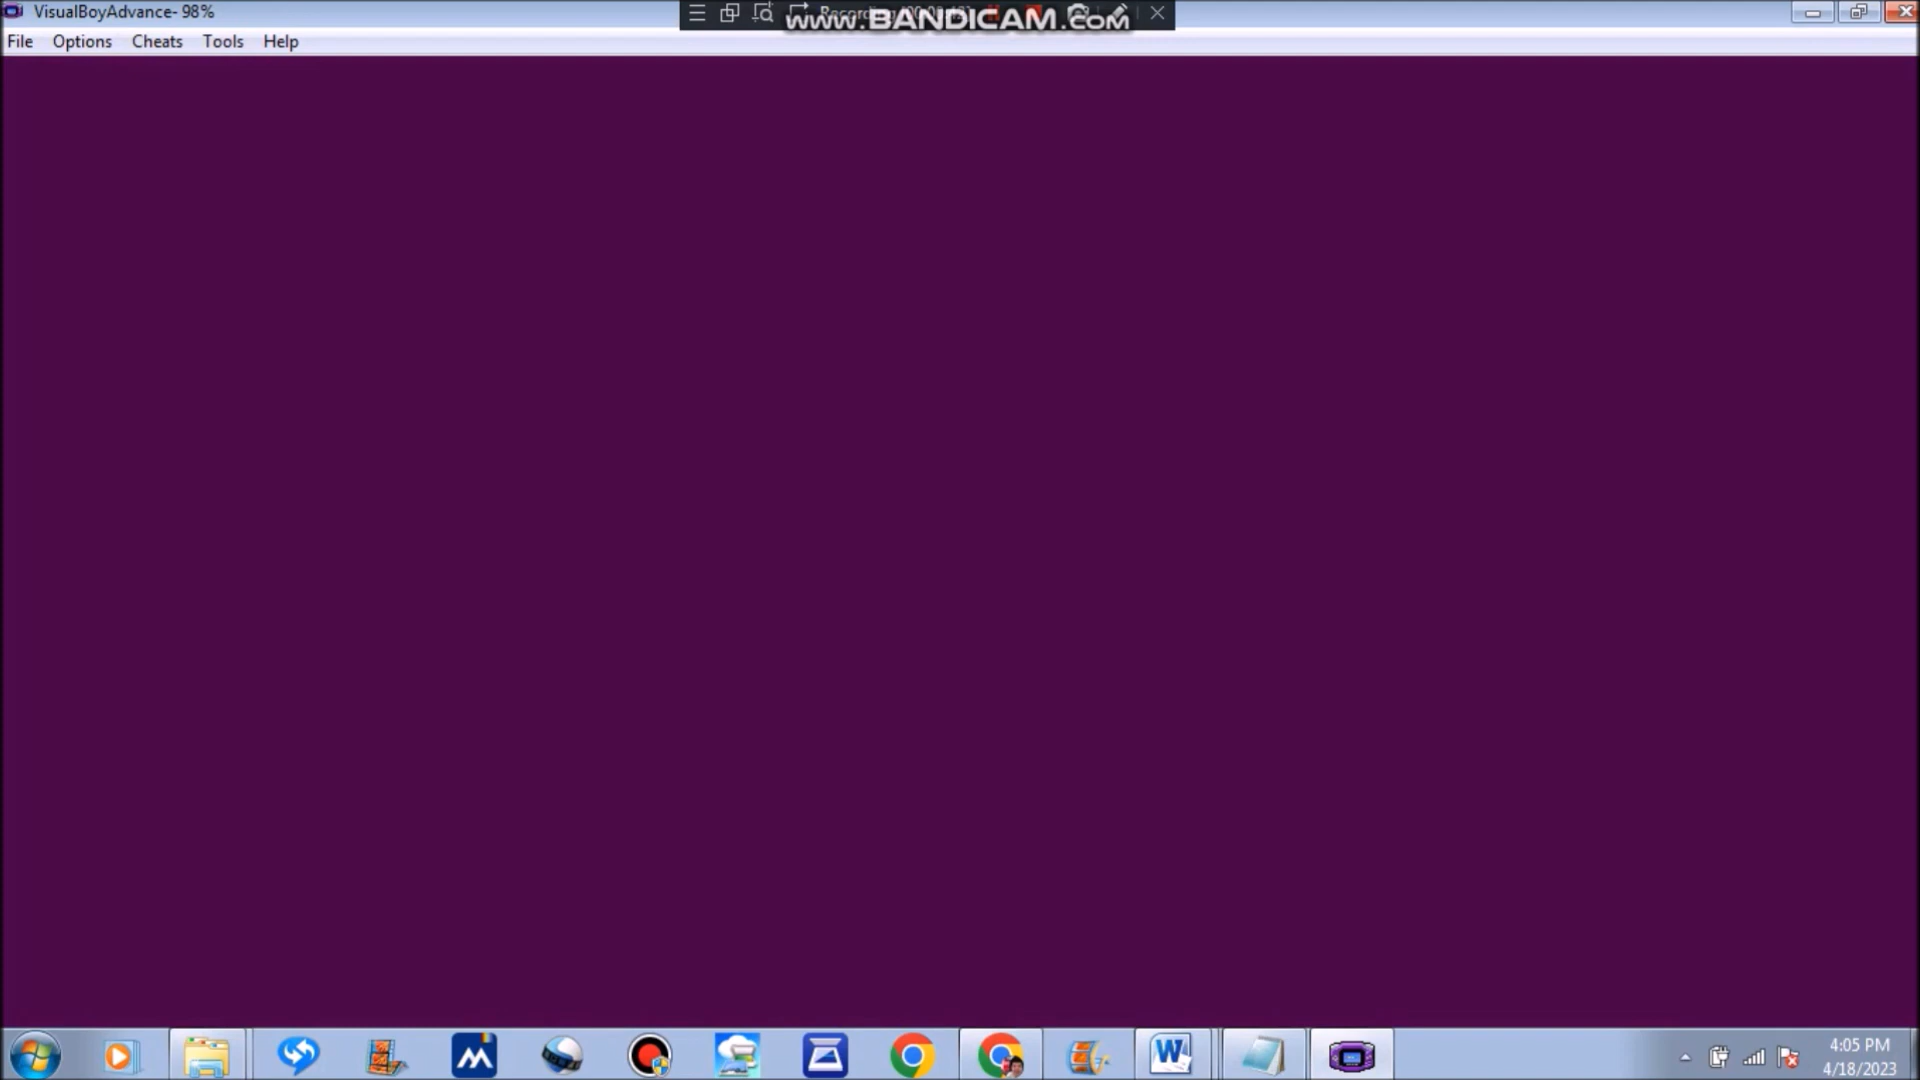 VisualBoyAdvance- 98%
www.BANDICAM.com
File Options Cheats Tools Help
4:05 PM
4/18/2023